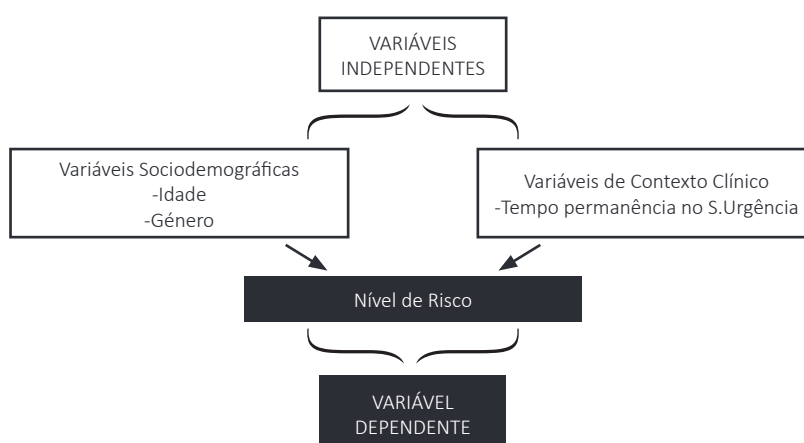 VARIÁVEIS
INDEPENDENTES
Variáveis Sociodemográficas
-Idade
-Género
Variáveis de Contexto Clínico
-Tempo permanência no S.Urgência
Nível de Risco
VARIÁVEL
DEPENDENTE